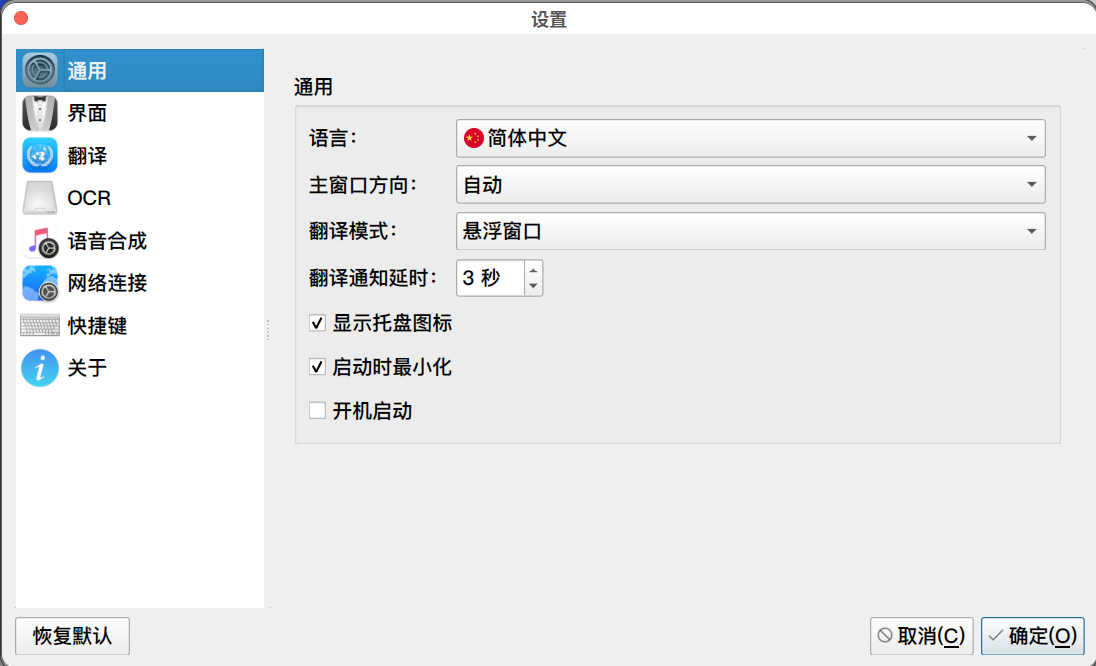 设置
通用
界面
翻译
OCR
语音合成
网络连接
快捷键
关于
通用
语言：
简体中文
主窗口方向：
自动
翻译模式：
悬浮窗口
翻译通知延时：
3 秒
显示托盘图标
启动时最小化
开机启动
恢复默认
取消(C)
确定(O)